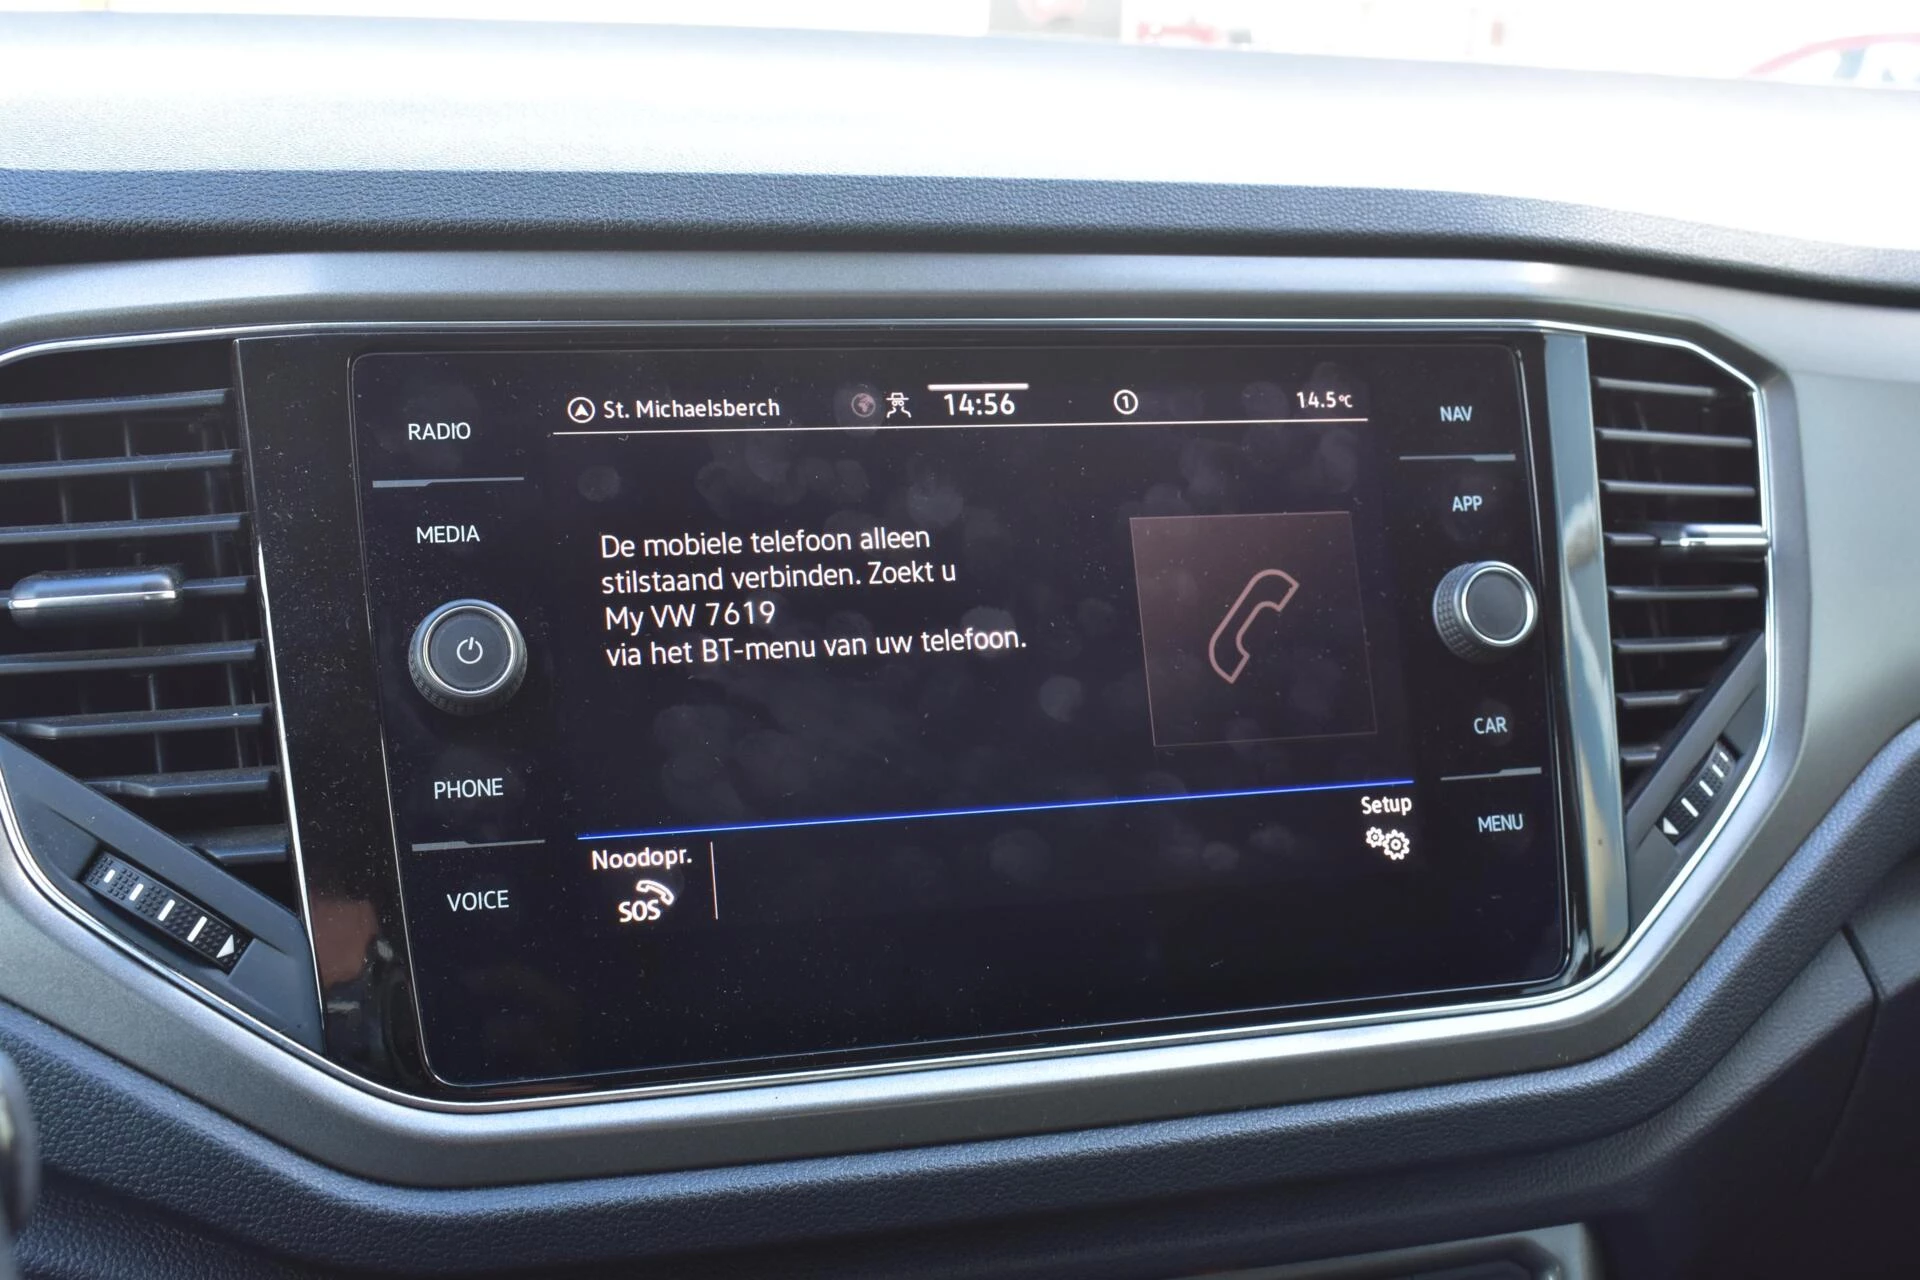 RADIO
MEDIA
PHONE
VOICE
St. Michaelsberch
14:56
1
14.5°C
De mobiele telefoon alleen
stilstaand verbinden. Zoekt u
My VW 7619
via het BT-menu van uw telefoon.
Noodopr.
SOS
Setup
NAV
APP
CAR
MENU